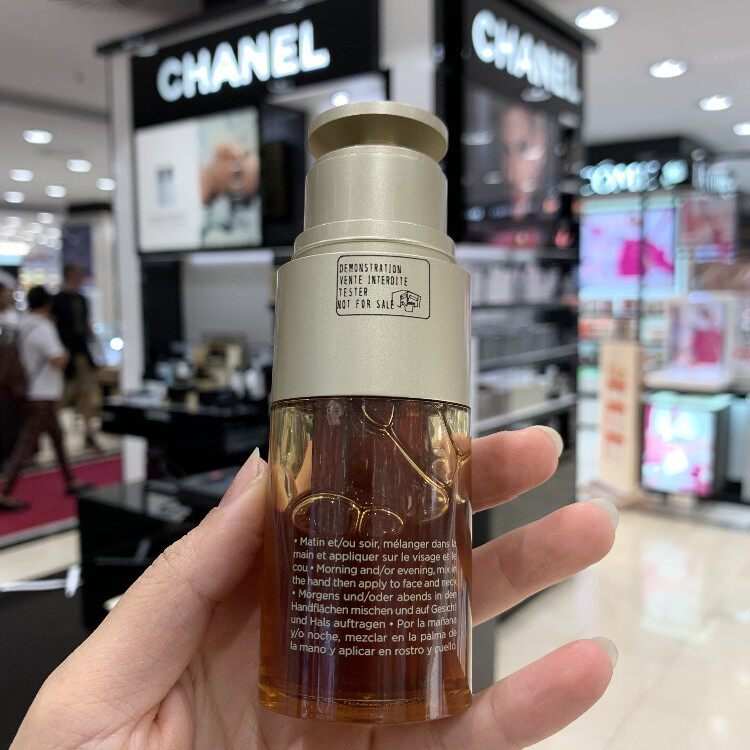 CHANEL
CHANEL
DEMONSTRATION
VENTE INTERDITE
TESTER
NOT FOR SALE
• Matin et/ou soir, mélanger dans la
main et appliquer sur le visage et le
cou • Morning and/or evening, mix in
the hand then apply to face and neck
• Morgens und/oder abends in den
Handflächen mischen und auf Gesicht
und Hals auftragen • Por la mañana
y/o noche, mezclar en la palma de
la mano y aplicar en rostro y cuello